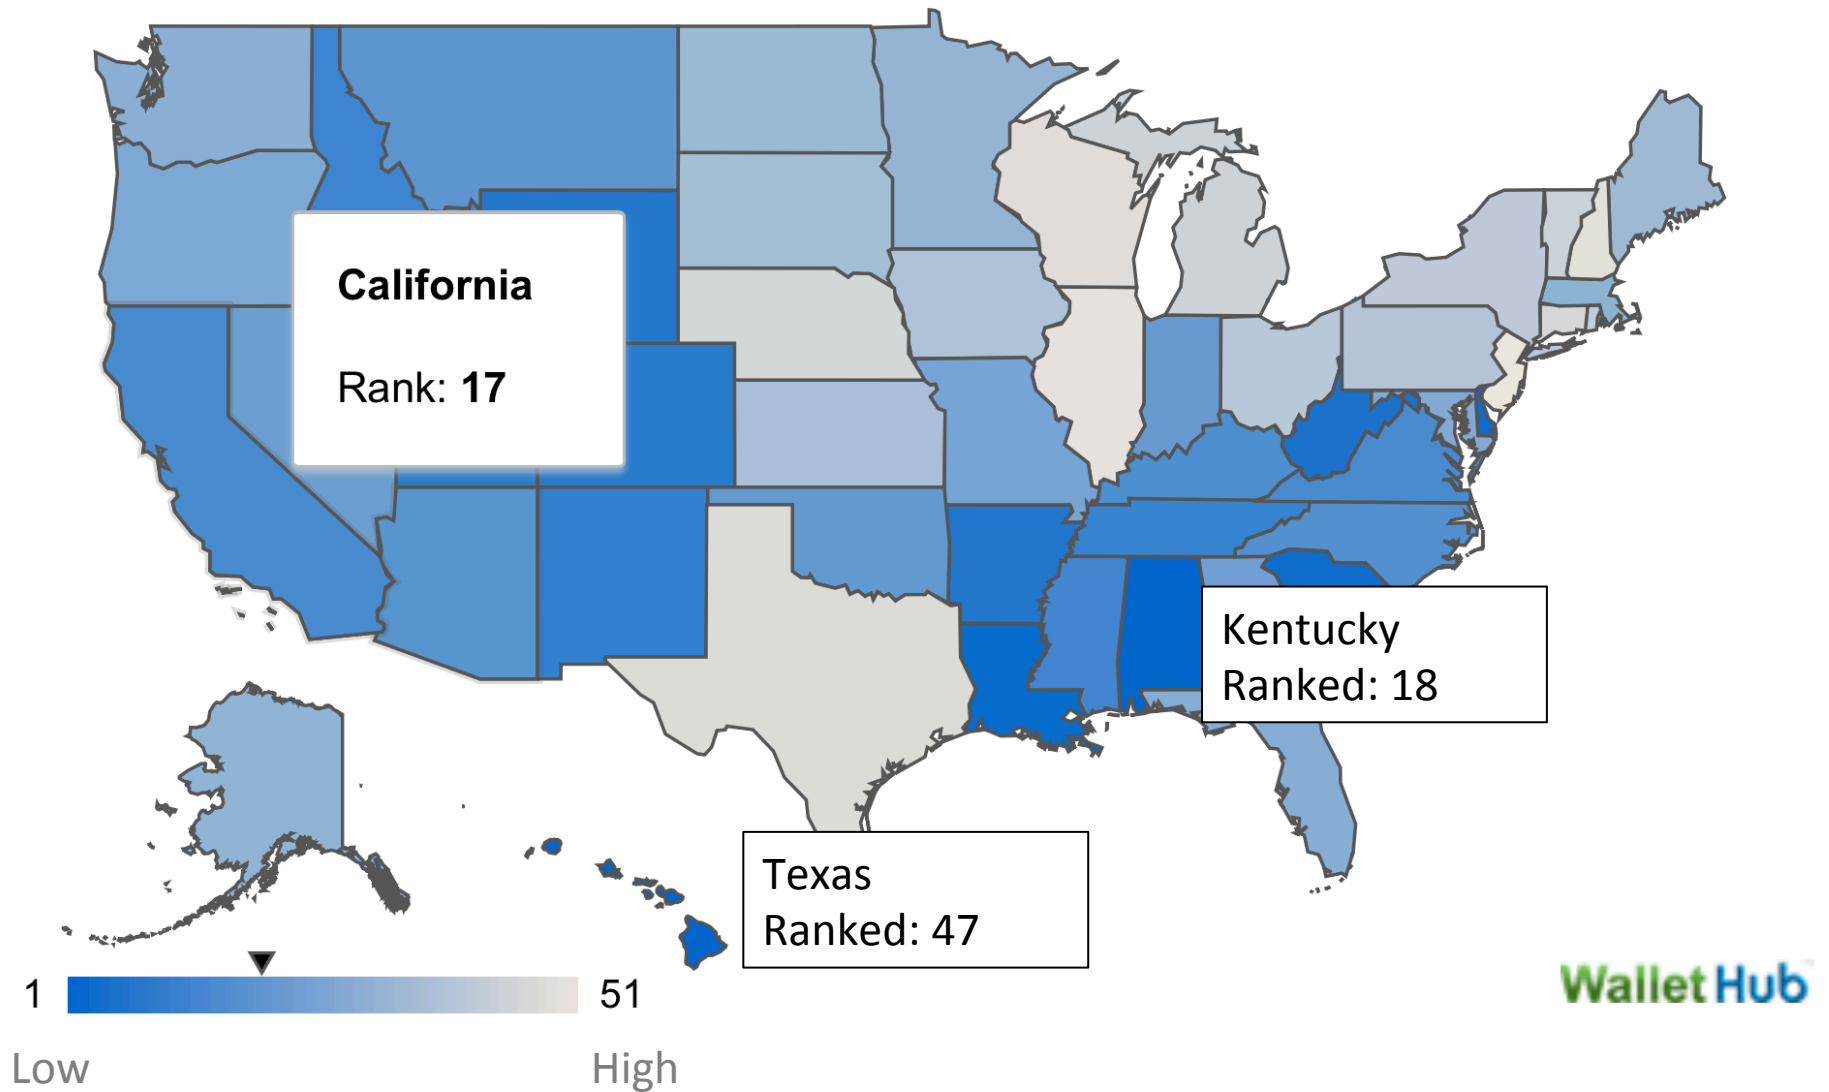 California
Rank: 17
Kentucky
Ranked: 18
Texas
Ranked: 47
1
51
Low
High
WalletHub